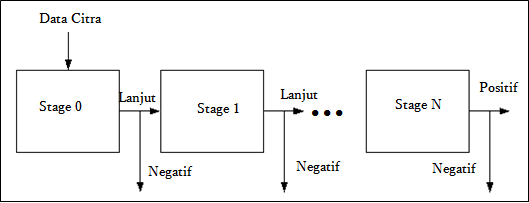 Data Citra
Stage 0
Lanjut
Stage 1
Lanjut
Stage N
Positif
Negatif
Negatif
Negatif